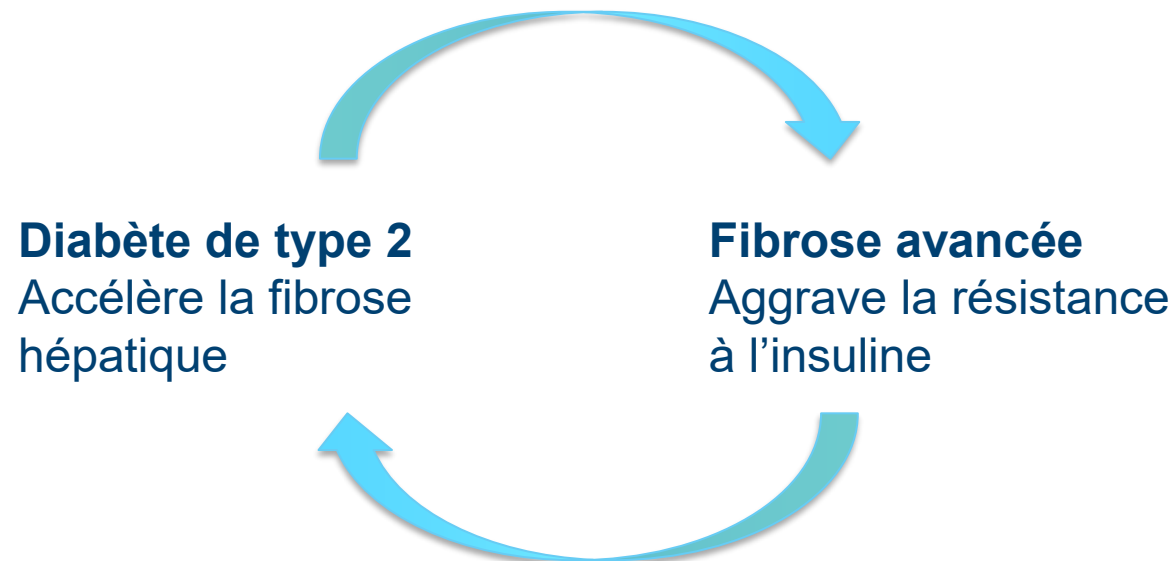 Diabète de type 2
Accélère la fibrose
hépatique
Fibrose avancée
Aggrave la résistance
à l’insuline